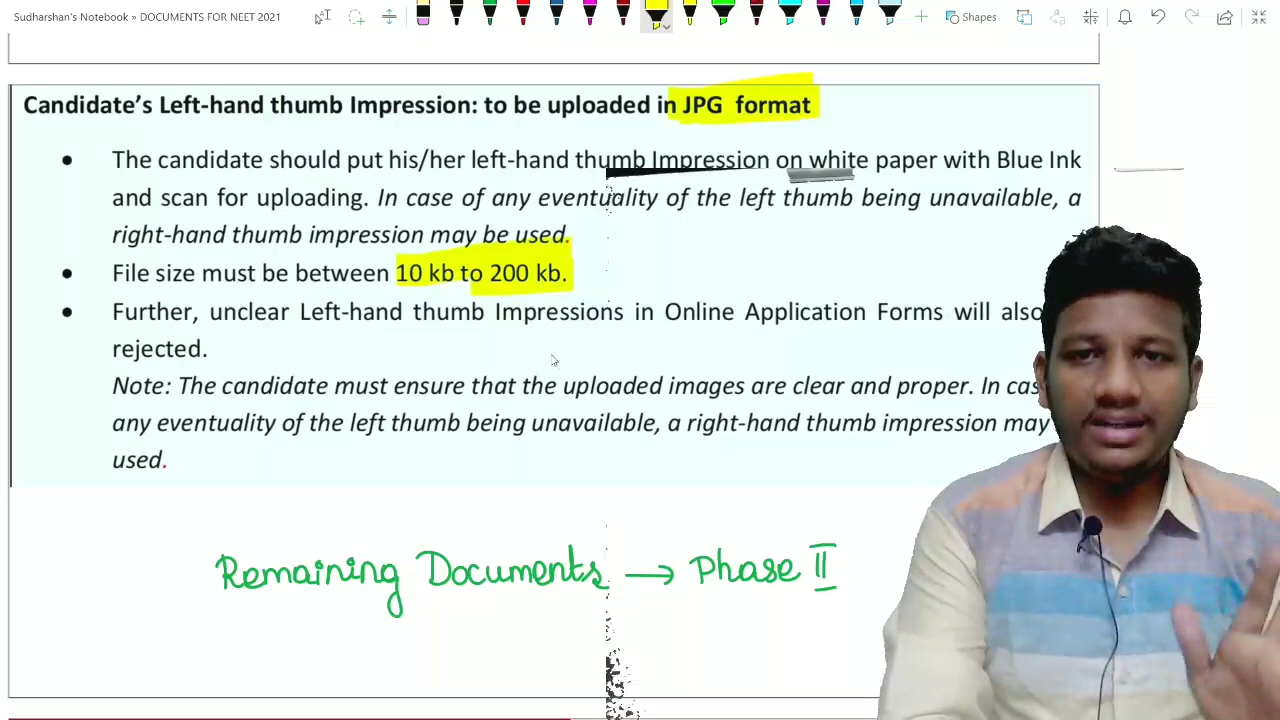 Sudharshan's Notebook » DOCUMENTS FOR NEET 2021
Shapes
Candidate's Left-hand thumb Impression: to be uploaded in JPG format
• The candidate should put his/her left-hand thumb Impression on white paper with Blue Ink
and scan for uploading. In case of any eventuality of the left thumb being unavailable, a
right-hand thumb impression may be used.
• File size must be between 10 kb to 200 kb.
• Further, unclear Left-hand thumb Impressions in Online Application Forms will also
rejected.
Note: The candidate must ensure that the uploaded images are clear and proper. In cas
any eventuality of the left thumb being unavailable, a right-hand thumb impression may
used.
Remaining Documents → Phase II